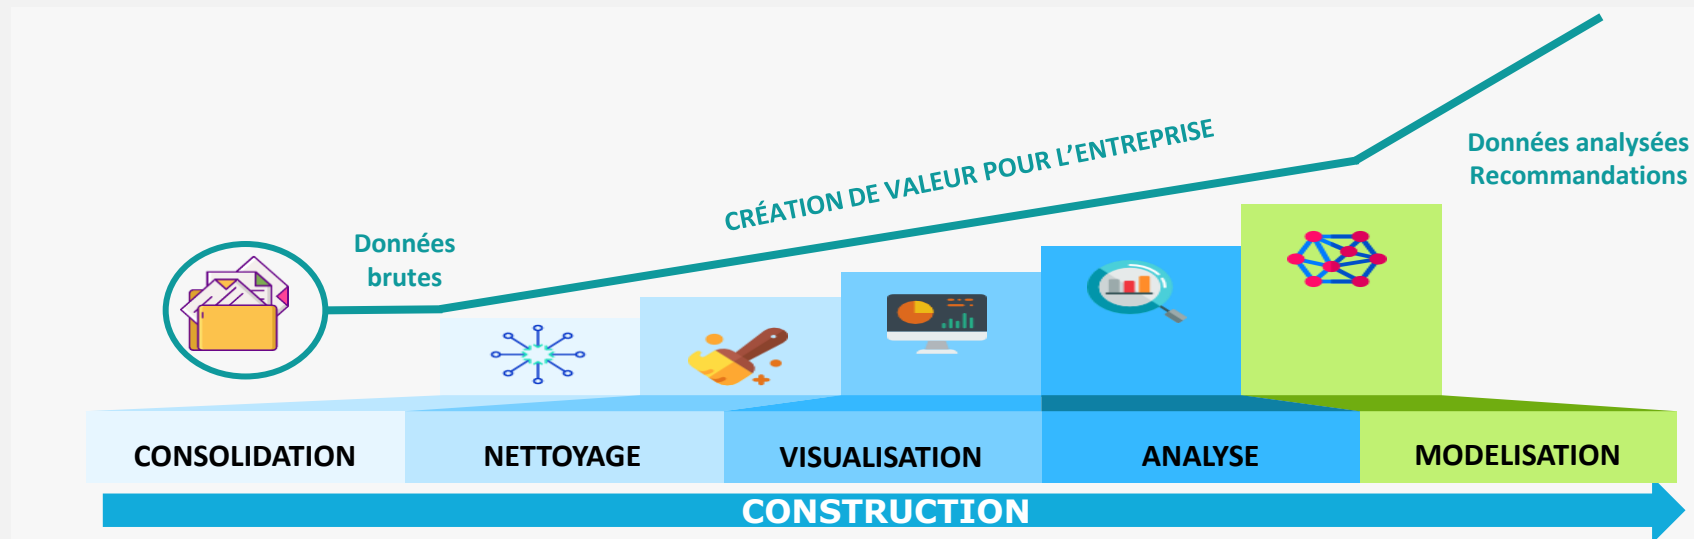 CRÉATION DE VALEUR POUR L’ENTREPRISE
Données analysées
Recommandations
Données
brutes
CONSOLIDATION
NETTOYAGE
VISUALISATION
ANALYSE
MODELISATION
CONSTRUCTION